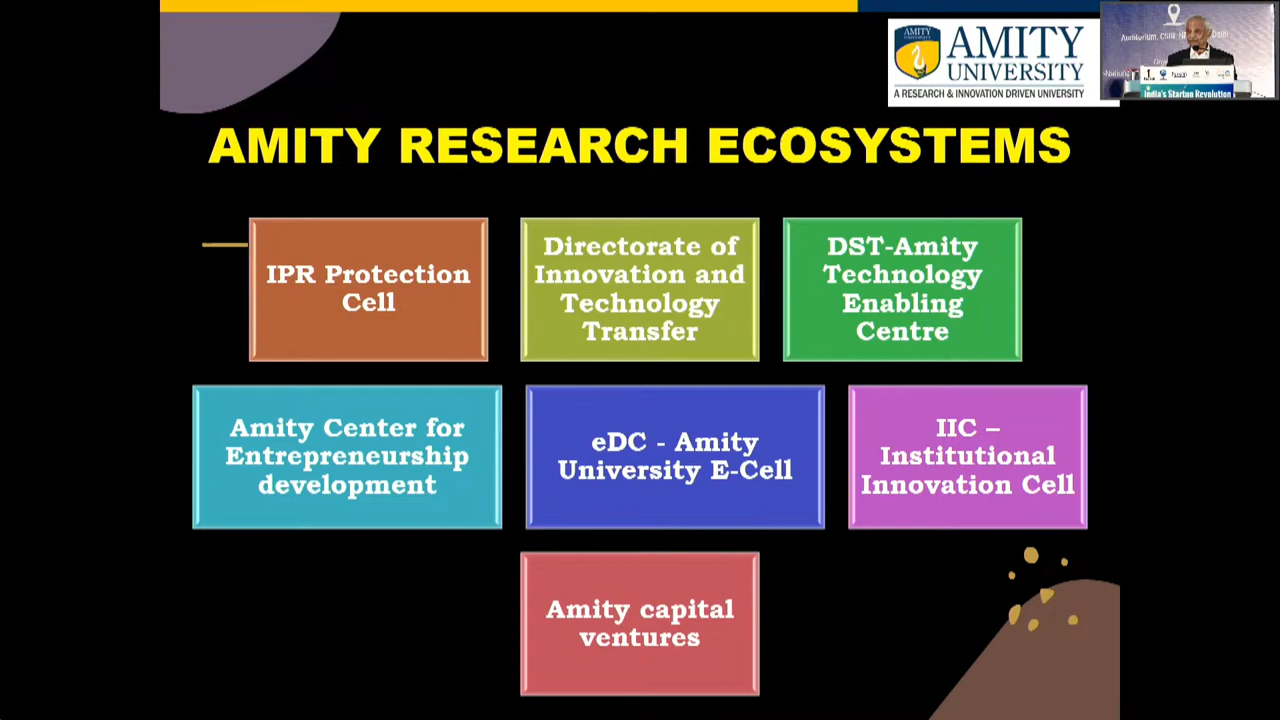 AMITY
UNIVERSITY
AMITY
UNIVERSITY
A RESEARCH & INNOVATION DRIVEN UNIVERSITY
India's Startup Revolution
AMITY RESEARCH ECOSYSTEMS
IPR Protection
Cell
Directorate of
Innovation and
Technology
Transfer
DST-Amity
Technology
Enabling
Centre
Amity Center for
Entrepreneurship
development
eDC - Amity
University E-Cell
IIC –
Institutional
Innovation Cell
Amity capital
ventures